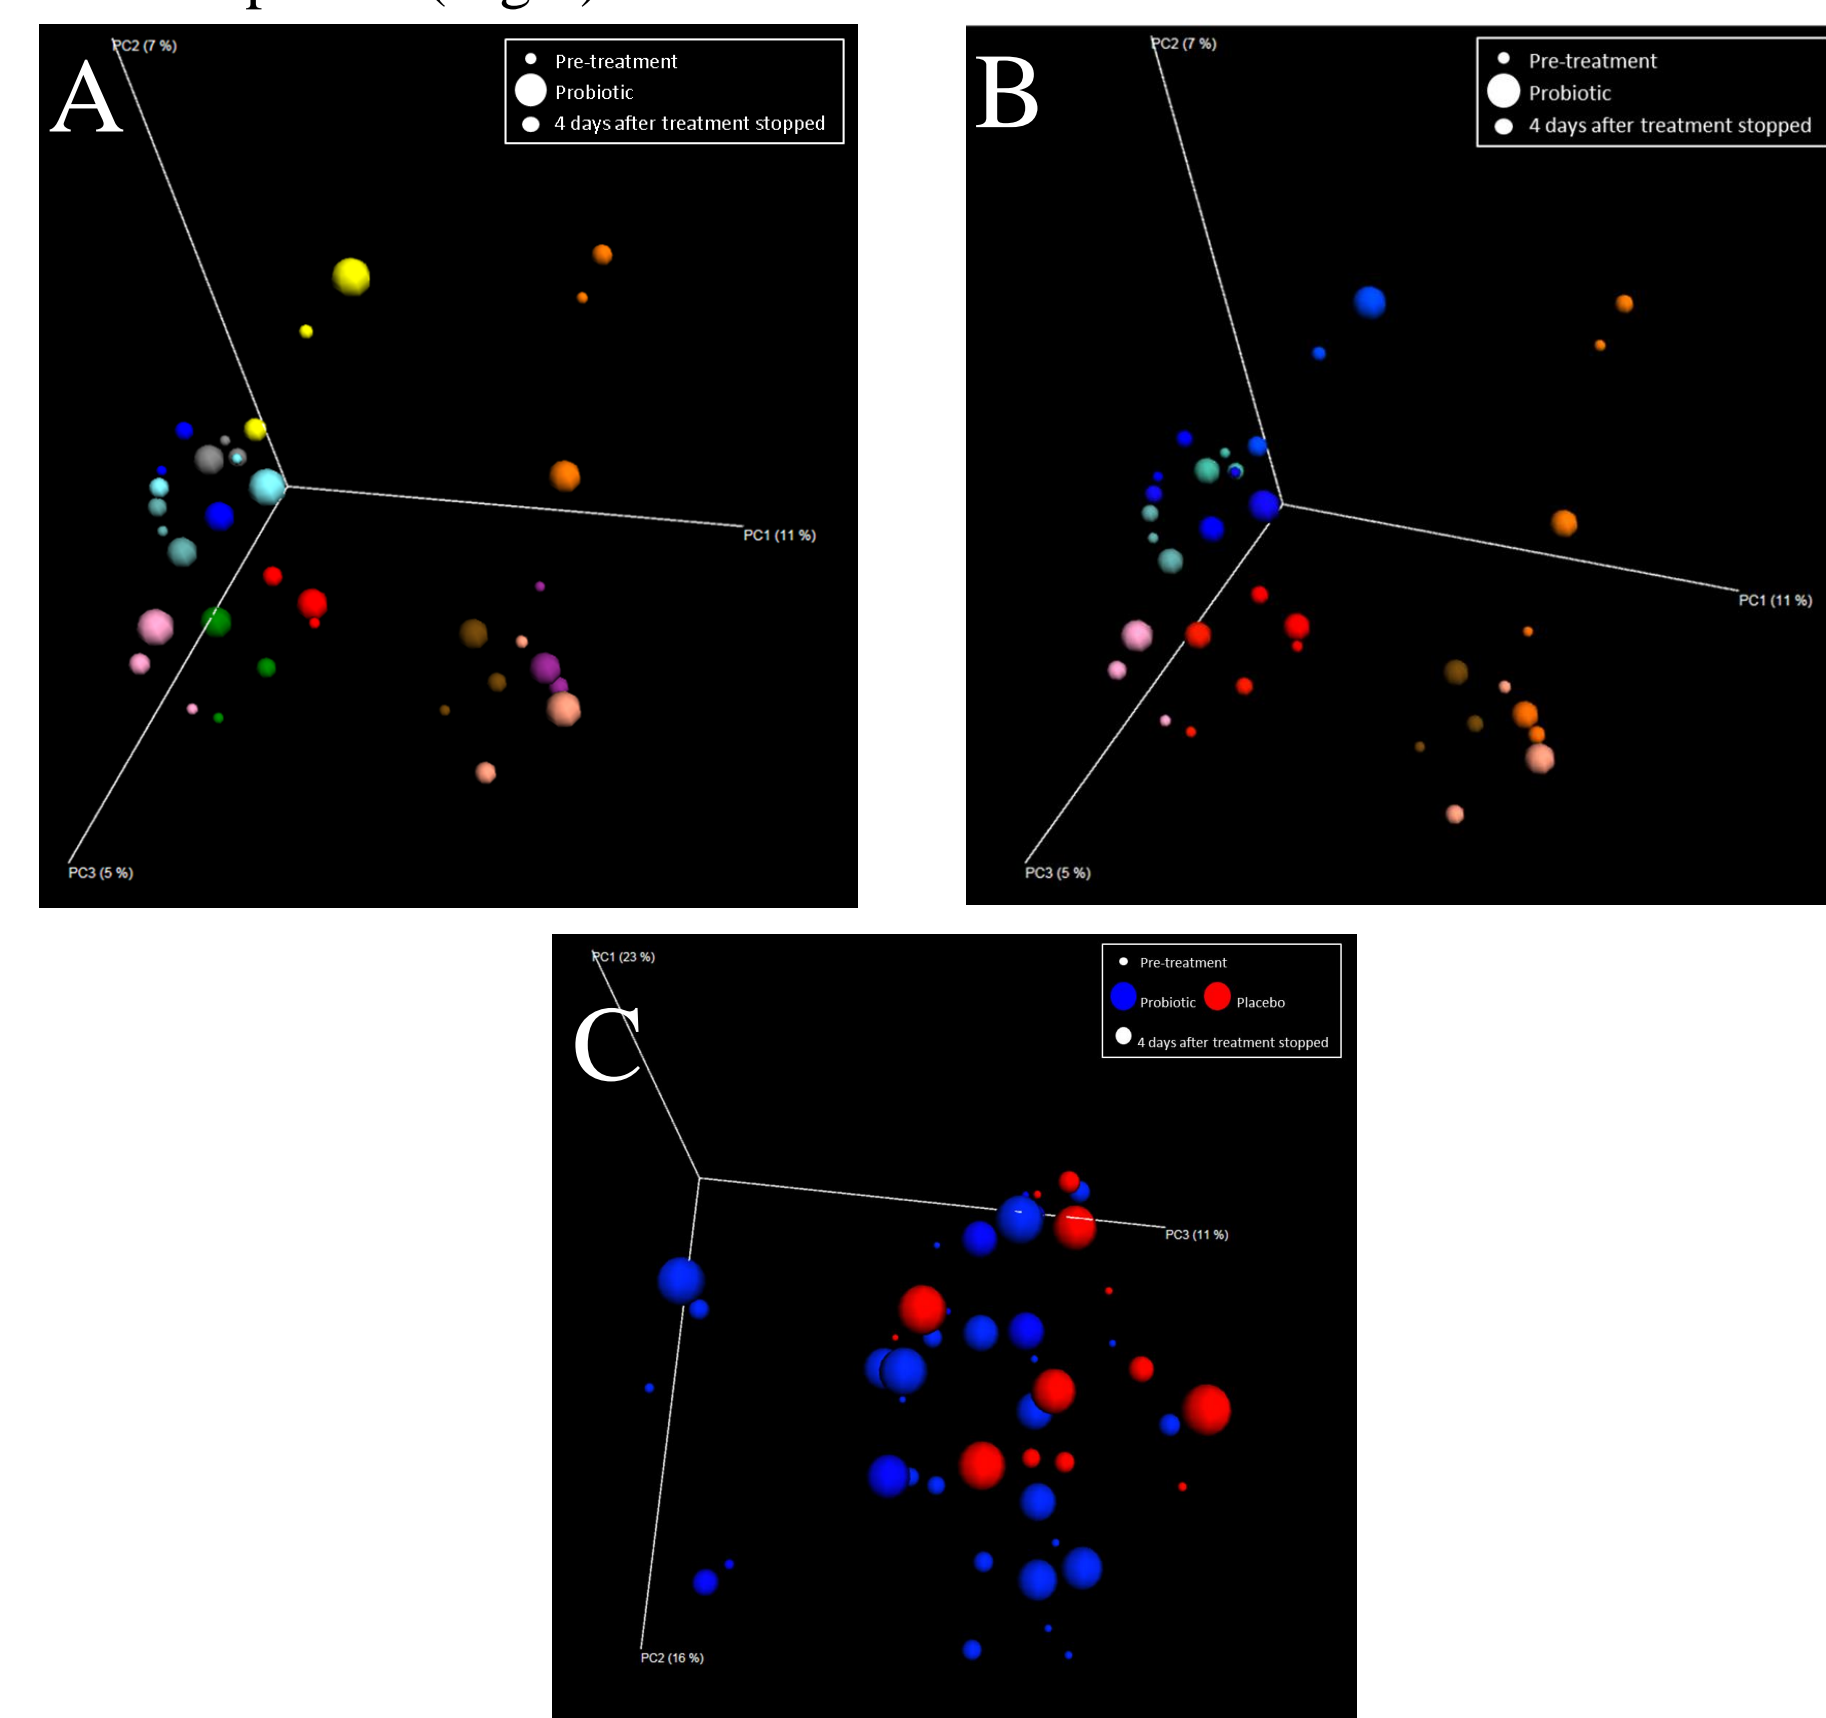 A
PC2 (7 %)
Pre-treatment
Probiotic
4 days after treatment stopped
PC1 (11 %)
PC3 (5 %)
B
PC2 (7 %)
Pre-treatment
Probiotic
4 days after treatment stopped
PC1 (11 %)
PC3 (5 %)
C
PC1 (23 %)
Pre-treatment
Probiotic Placebo
4 days after treatment stopped
PC3 (11 %)
PC2 (16 %)